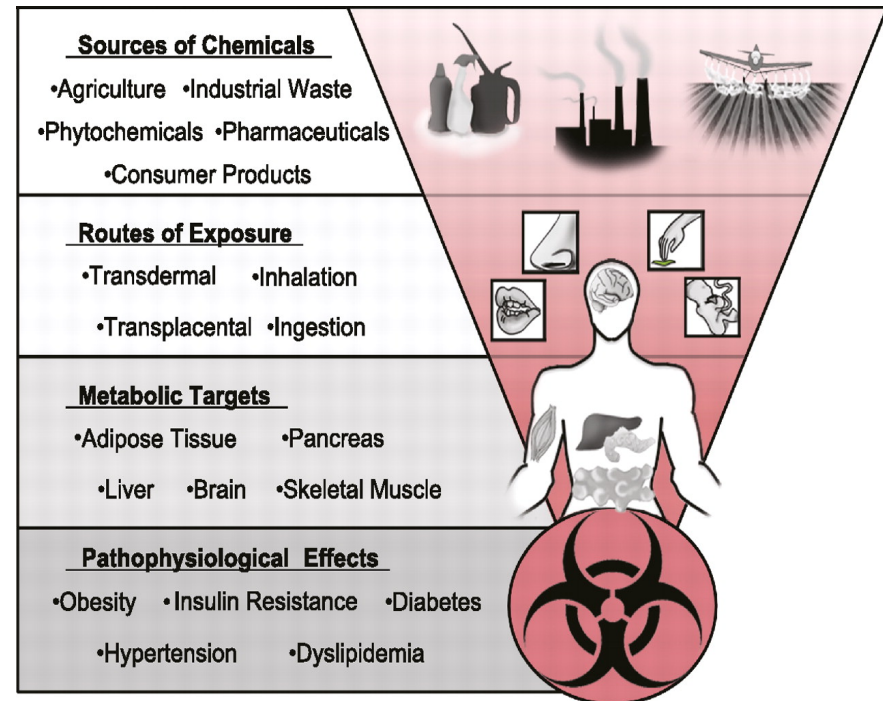 Sources of Chemicals
•Agriculture •Industrial Waste
•Phytochemicals •Pharmaceuticals
•Consumer Products
Routes of Exposure
•Transdermal •Inhalation
•Transplacental •Ingestion
Metabolic Targets
•Adipose Tissue •Pancreas
•Liver •Brain •Skeletal Muscle
Pathophysiological Effects
•Obesity •Insulin Resistance •Diabetes
•Hypertension •Dyslipidemia